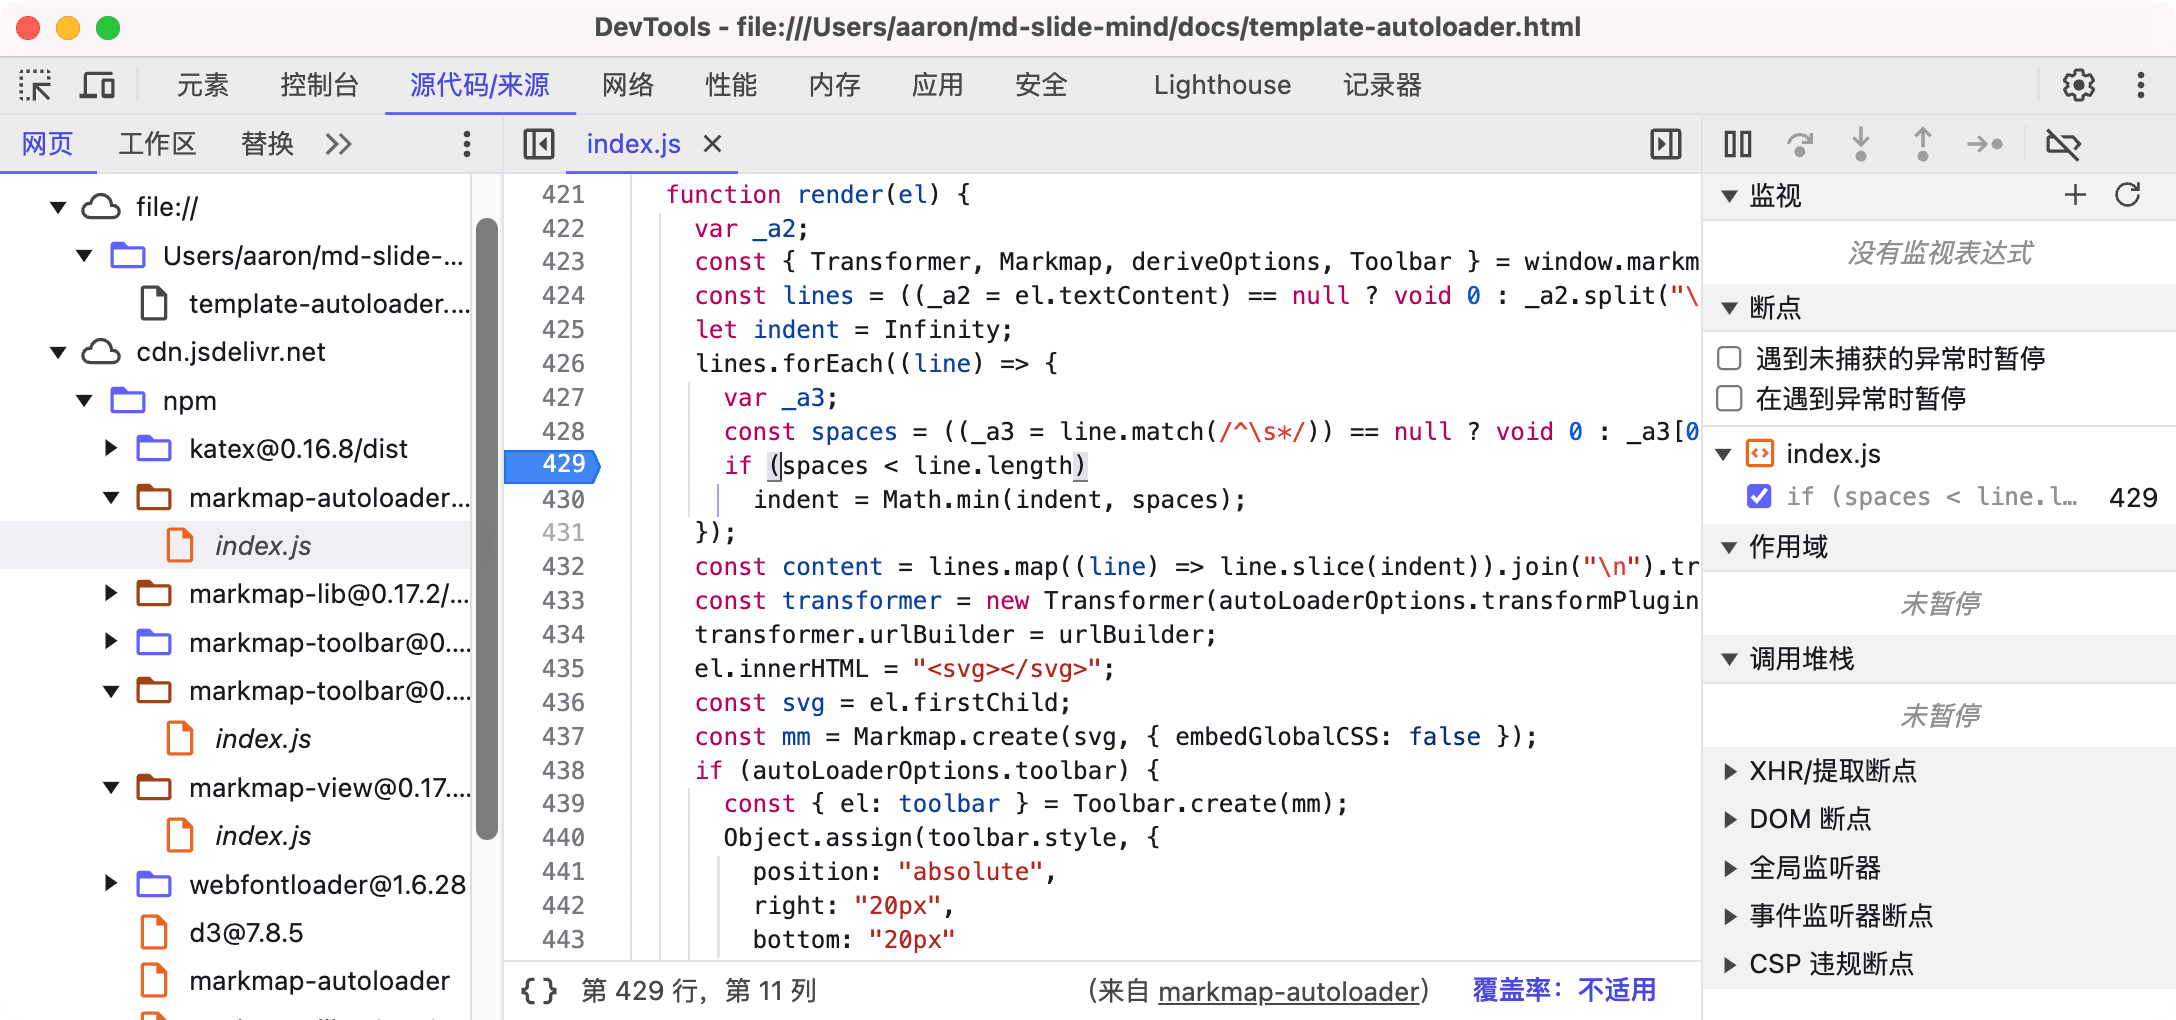 DevTools - file:///Users/aaron/md-slide-mind/docs/template-autoloader.html
元素 控制台 源代码/来源 网络 性能 内存 应用 安全 Lighthouse 记录器
网页 工作区 替换
file://
Users/aaron/md-slide-...
template-autoloader....
cdn.jsdelivr.net
npm
katex@0.16.8/dist
markmap-autoloader...
index.js
markmap-lib@0.17.2/...
markmap-toolbar@0....
markmap-toolbar@0....
index.js
markmap-view@0.17....
index.js
webfontloader@1.6.28
d3@7.8.5
markmap-autoloader
index.js
421 function render(el) {
422 var _a2;
423 const { Transformer, Markmap, deriveOptions, Toolbar } = window.markm
424 const lines = ((_a2 = el.textContent) == null ? void 0 : _a2.split("\
425 let indent = Infinity;
426 lines.forEach((line) => {
427 var _a3;
428 const spaces = ((_a3 = line.match(/^\s*/)) == null ? void 0 : _a3[0
429 if (spaces < line.length)
430 indent = Math.min(indent, spaces);
431 });
432 const content = lines.map((line) => line.slice(indent)).join("\n").tr
433 const transformer = new Transformer(autoLoaderOptions.transformPlugin
434 transformer.urlBuilder = urlBuilder;
435 el.innerHTML = "<svg></svg>";
436 const svg = el.firstChild;
437 const mm = Markmap.create(svg, { embedGlobalCSS: false });
438 if (autoLoaderOptions.toolbar) {
439 const { el: toolbar } = Toolbar.create(mm);
440 Object.assign(toolbar.style, {
441 position: "absolute",
442 right: "20px",
443 bottom: "20px"
{} 第 429 行，第 11 列 (来自 markmap-autoloader) 覆盖率：不适用
监视
没有监视表达式
断点
遇到未捕获的异常时暂停
在遇到异常时暂停
index.js
if (spaces < line.l… 429
作用域
未暂停
调用堆栈
未暂停
XHR/提取断点
DOM 断点
全局监听器
事件监听器断点
CSP 违规断点